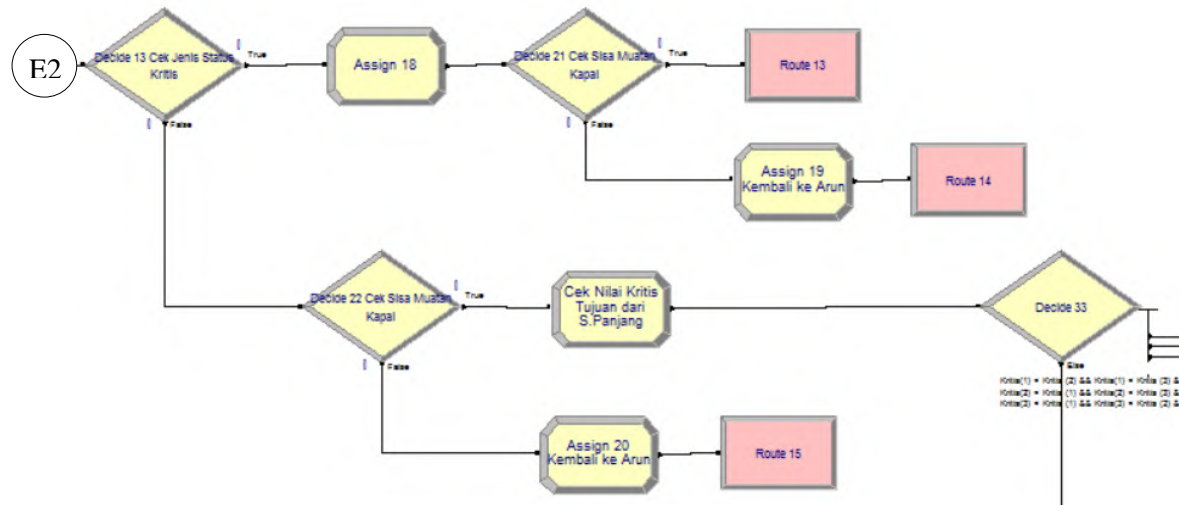 E2
Decide 13 Cek Jenis Status
Kritis
True
False
Assign 18
Decide 21 Cek Sisa Muatan
Kapal
True
False
Route 13
Assign 19
Kembali ke Arun
Route 14
Decide 22 Cek Sisa Muatan
Kapal
True
False
Cek Nilai Kritis
Tujuan dari
S.Panjang
Decide 33
Else
Assign 20
Kembali ke Arun
Route 15